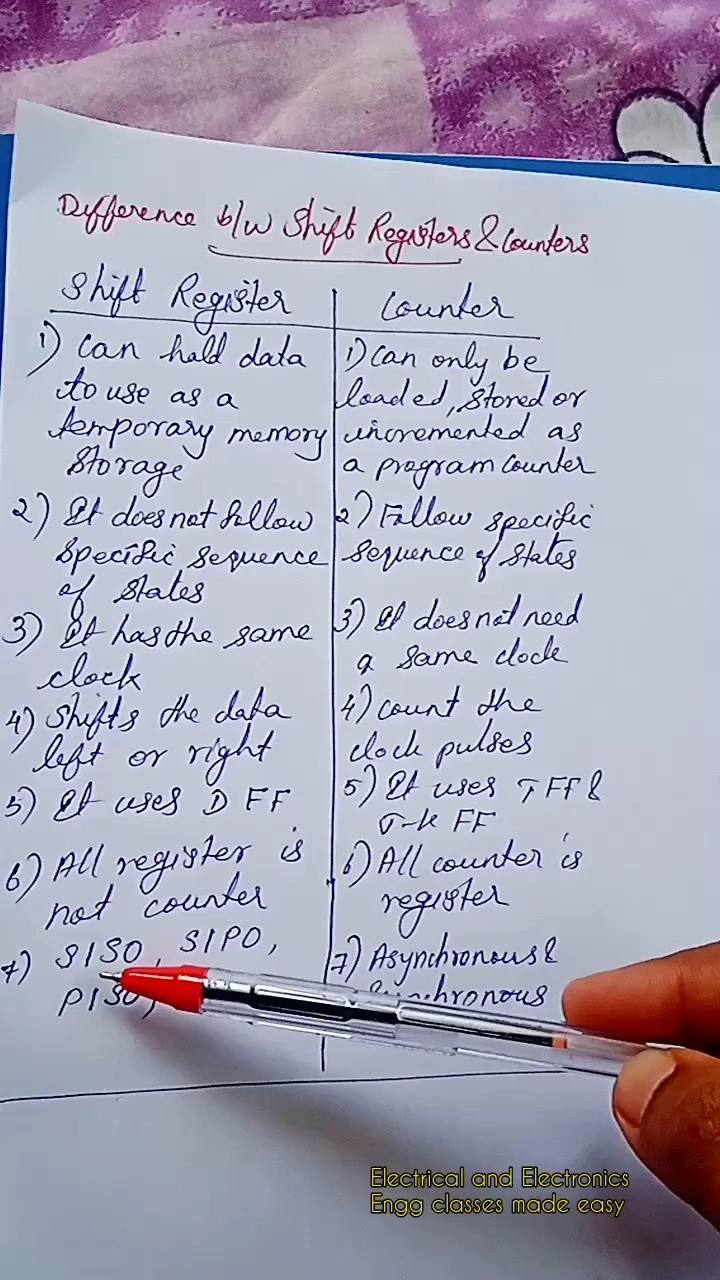 Difference b/w Shift Registers & Counters
Shift Register
1) Can hold data
to use as a
temporary memory
storage
2) It does not follow
specific sequence
of states
3) It has the same
clock
4) Shifts the data
left or right
5) It uses D FF
6) All register is
not counter
7) SISO, SIPO,
PISO,
Counter
1) Can only be
loaded, stored or
incremented as
a program counter
2) Follow specific
sequence of states
3) It does not need
a same clock
4) Count the
clock pulses
5) It uses T FF &
J-K FF
6) All counter is
register
7) Asynchronous &
Synchronous
Electrical and Electronics
Engg classes made easy